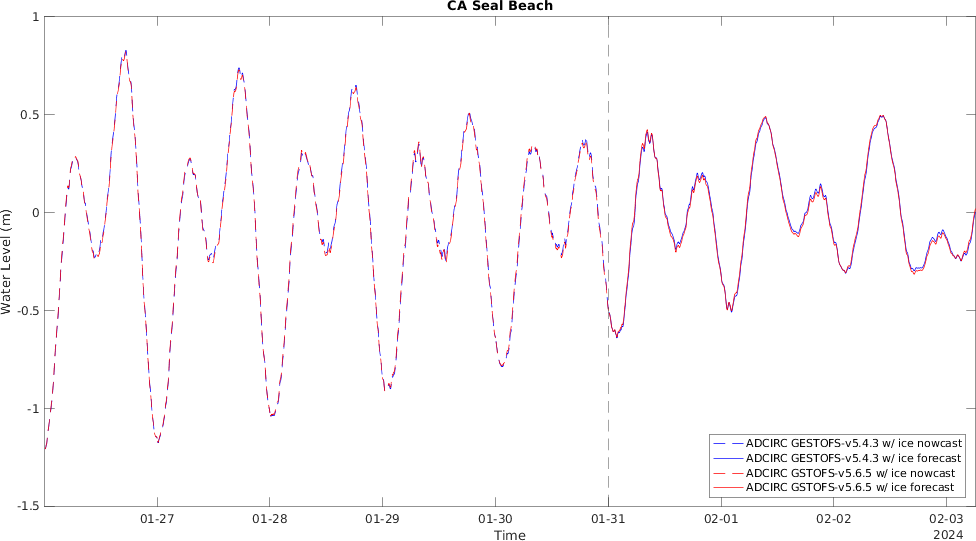 CA Seal Beach
1
0.5
0
-0.5
-1
-1.5
Water Level (m)
01-27
01-28
01-29
01-30
01-31
02-01
02-02
02-03
2024
Time
ADCIRC GESTOFS-v5.4.3 w/ ice nowcast
ADCIRC GESTOFS-v5.4.3 w/ ice forecast
ADCIRC GSTOFS-v5.6.5 w/ ice nowcast
ADCIRC GSTOFS-v5.6.5 w/ ice forecast